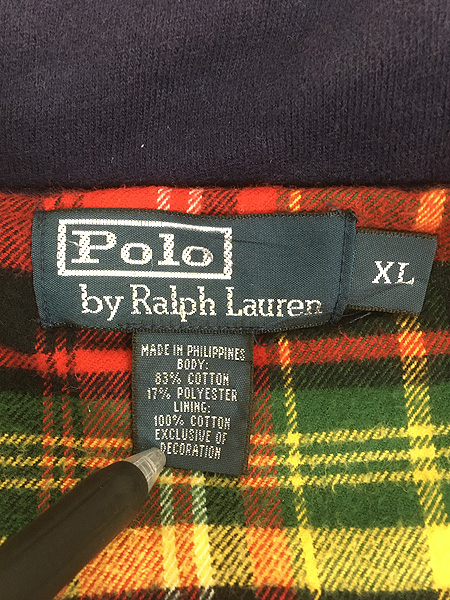 Polo
by Ralph Lauren
XL
MADE IN PHILIPPINES
BODY:
83% COTTON
17% POLYESTER
LINING:
100% COTTON
EXCLUSIVE OF
DECORATION